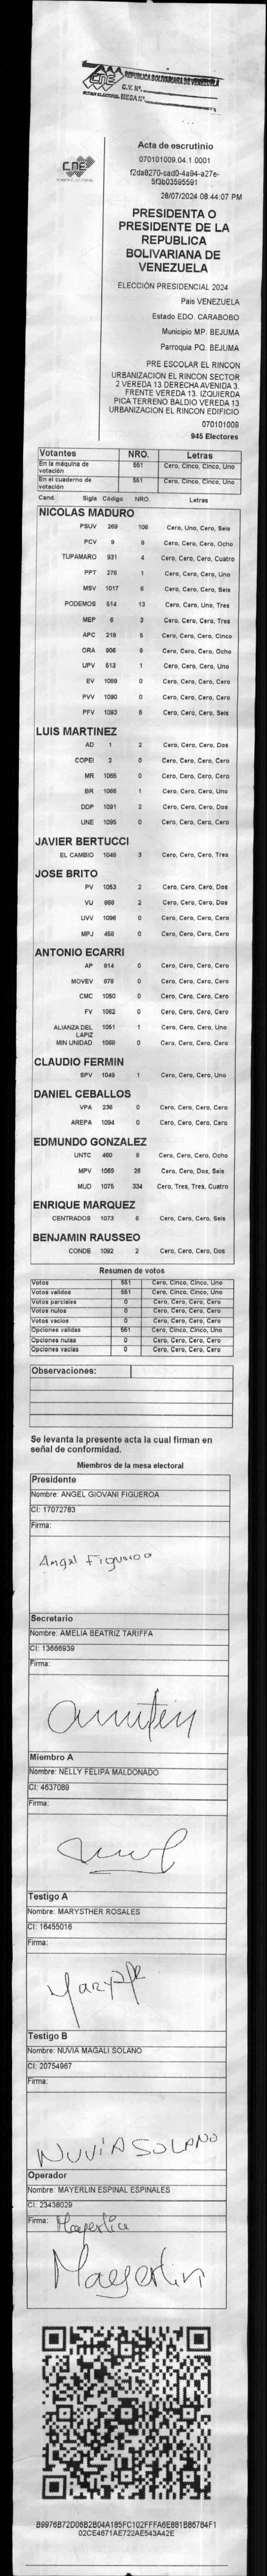 CNE
REPUBLICA BOLIVARIANA DE VENEZUELA
C.V. Nº.
MESA Nº.
CNE
Acta de escrutinio
070101009.04.1.0001
f2da8270-cad0-4a94-a27e-
5f3b03595591
28/07/2024 08:44:07 PM
PRESIDENTA O
PRESIDENTE DE LA
REPUBLICA
BOLIVARIANA DE
VENEZUELA
ELECCIÓN PRESIDENCIAL 2024
Pais VENEZUELA
Estado EDO. CARABOBO
Municipio MP. BEJUMA
Parroquia PQ. BEJUMA
PRE ESCOLAR EL RINCON
URBANIZACION EL RINCON SECTOR
2 VEREDA 13 DERECHA AVENIDA 3.
FRENTE VEREDA 13. IZQUIERDA
PICA TERRENO BALDIO VEREDA 13
URBANIZACION EL RINCON EDIFICIO
070101009
945 Electores
Votantes NRO. Letras
En la máquina de votación 551 Cero, Cinco, Cinco, Uno
En el cuaderno de votación 551 Cero, Cinco, Cinco, Uno
Cand. Sigla Código NRO. Letras
NICOLAS MADURO
PSUV 269 106 Cero, Uno, Cero, Seis
PCV 9 8 Cero, Cero, Cero, Ocho
TUPAMARO 931 4 Cero, Cero, Cero, Cuatro
PPT 276 1 Cero, Cero, Cero, Uno
MSV 1017 6 Cero, Cero, Cero, Seis
PODEMOS 514 13 Cero, Cero, Uno, Tres
MEP 6 3 Cero, Cero, Cero, Tres
APC 219 5 Cero, Cero, Cero, Cinco
ORA 906 8 Cero, Cero, Cero, Ocho
UPV 513 1 Cero, Cero, Cero, Uno
EV 1089 0 Cero, Cero, Cero, Cero
PVV 1090 0 Cero, Cero, Cero, Cero
PFV 1093 6 Cero, Cero, Cero, Seis
LUIS MARTINEZ
AD 1 2 Cero, Cero, Cero, Dos
COPEI 2 0 Cero, Cero, Cero, Cero
MR 1065 0 Cero, Cero, Cero, Cero
BR 1066 1 Cero, Cero, Cero, Uno
DDP 1091 2 Cero, Cero, Cero, Dos
UNE 1095 0 Cero, Cero, Cero, Cero
JAVIER BERTUCCI
EL CAMBIO 1048 3 Cero, Cero, Cero, Tres
JOSE BRITO
PV 1053 2 Cero, Cero, Cero, Dos
VU 868 2 Cero, Cero, Cero, Dos
UVV 1096 0 Cero, Cero, Cero, Cero
MPJ 458 0 Cero, Cero, Cero, Cero
ANTONIO ECARRI
AP 814 0 Cero, Cero, Cero, Cero
MOVEV 878 0 Cero, Cero, Cero, Cero
CMC 1050 0 Cero, Cero, Cero, Cero
FV 1062 0 Cero, Cero, Cero, Cero
ALIANZA DEL LAPIZ 1051 1 Cero, Cero, Cero, Uno
MIN UNIDAD 1069 0 Cero, Cero, Cero, Cero
CLAUDIO FERMIN
SPV 1049 1 Cero, Cero, Cero, Uno
DANIEL CEBALLOS
VPA 236 0 Cero, Cero, Cero, Cero
AREPA 1094 0 Cero, Cero, Cero, Cero
EDMUNDO GONZALEZ
UNTC 460 8 Cero, Cero, Cero, Ocho
MPV 1069 26 Cero, Cero, Dos, Seis
MUD 1075 334 Cero, Tres, Tres, Cuatro
ENRIQUE MARQUEZ
CENTRADOS 1073 6 Cero, Cero, Cero, Seis
BENJAMIN RAUSSEO
CONDE 1092 2 Cero, Cero, Cero, Dos
Resumen de votos
Votos 551 Cero, Cinco, Cinco, Uno
Votos validos 551 Cero, Cinco, Cinco, Uno
Votos parciales 0 Cero, Cero, Cero, Cero
Votos nulos 0 Cero, Cero, Cero, Cero
Votos vacios 0 Cero, Cero, Cero, Cero
Opciones validas 551 Cero, Cinco, Cinco, Uno
Opciones nulas 0 Cero, Cero, Cero, Cero
Opciones vacias 0 Cero, Cero, Cero, Cero
Observaciones:
Se levanta la presente acta la cual firman en
señal de conformidad.
Miembros de la mesa electoral
Presidente
Nombre: ANGEL GIOVANI FIGUEROA
CI: 17072783
Firma:
Angel Figueroa
Secretario
Nombre: AMELIA BEATRIZ TARIFFA
CI: 13666939
Firma:
Miembro A
Nombre: NELLY FELIPA MALDONADO
CI: 4637089
Firma:
Testigo A
Nombre: MARYSTHER ROSALES
CI: 16455016
Firma:
Testigo B
Nombre: NUVIA MAGALI SOLANO
CI: 20754967
Firma:
NUVIA SOLANO
Operador
Nombre: MAYERLIN ESPINAL ESPINALES
CI: 23438029
Firma: Mayerlin
Mayerlin
B9976B72D06B2B04A185FC102FFFA6E881B86784F1
02CE4671AE722AE543A42E